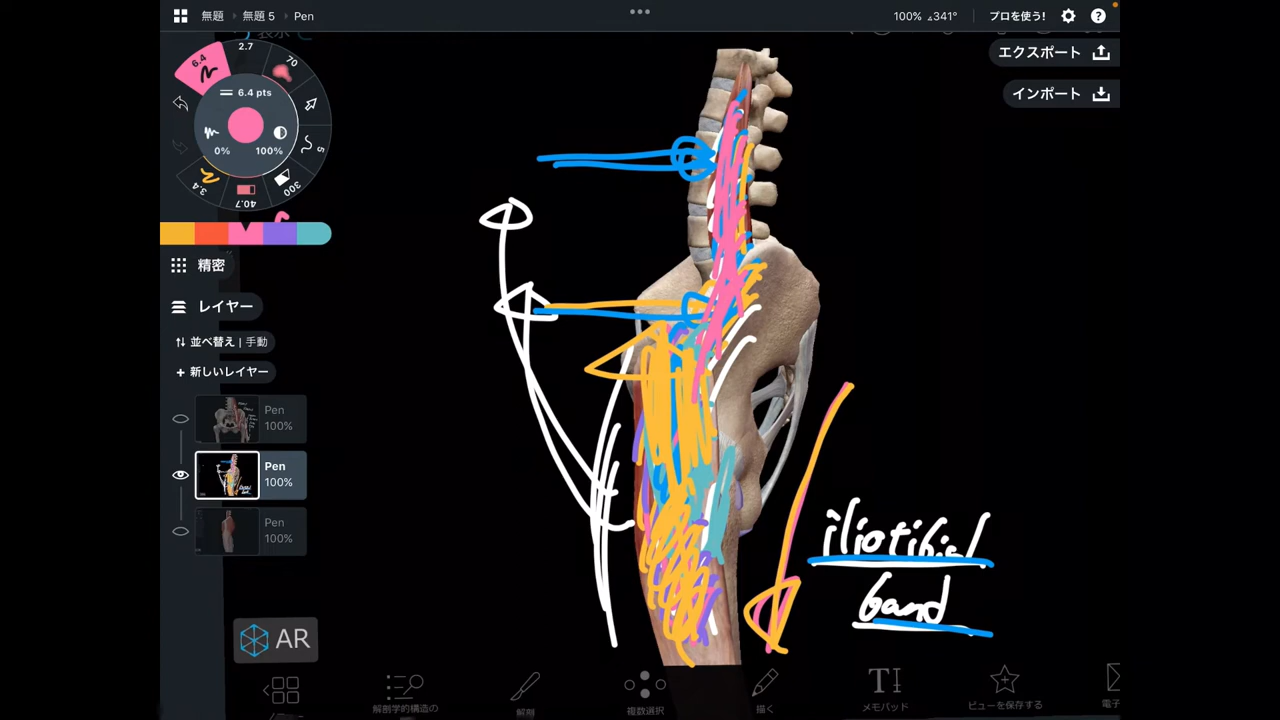 無題 無題 5 Pen
100% ⊿341°
プロを使う!
エクスポート
インポート
2.7
6.4
70
6.4 pts
0% 100%
5
3.4
40.7
300
精密
レイヤー
並べ替え | 手動
+ 新しいレイヤー
Pen
100%
Pen
100%
Pen
100%
iliotibial
band
AR
解剖学的構造の
解剖
複数選択
描く
メモパッド
ビューを保存する
電子